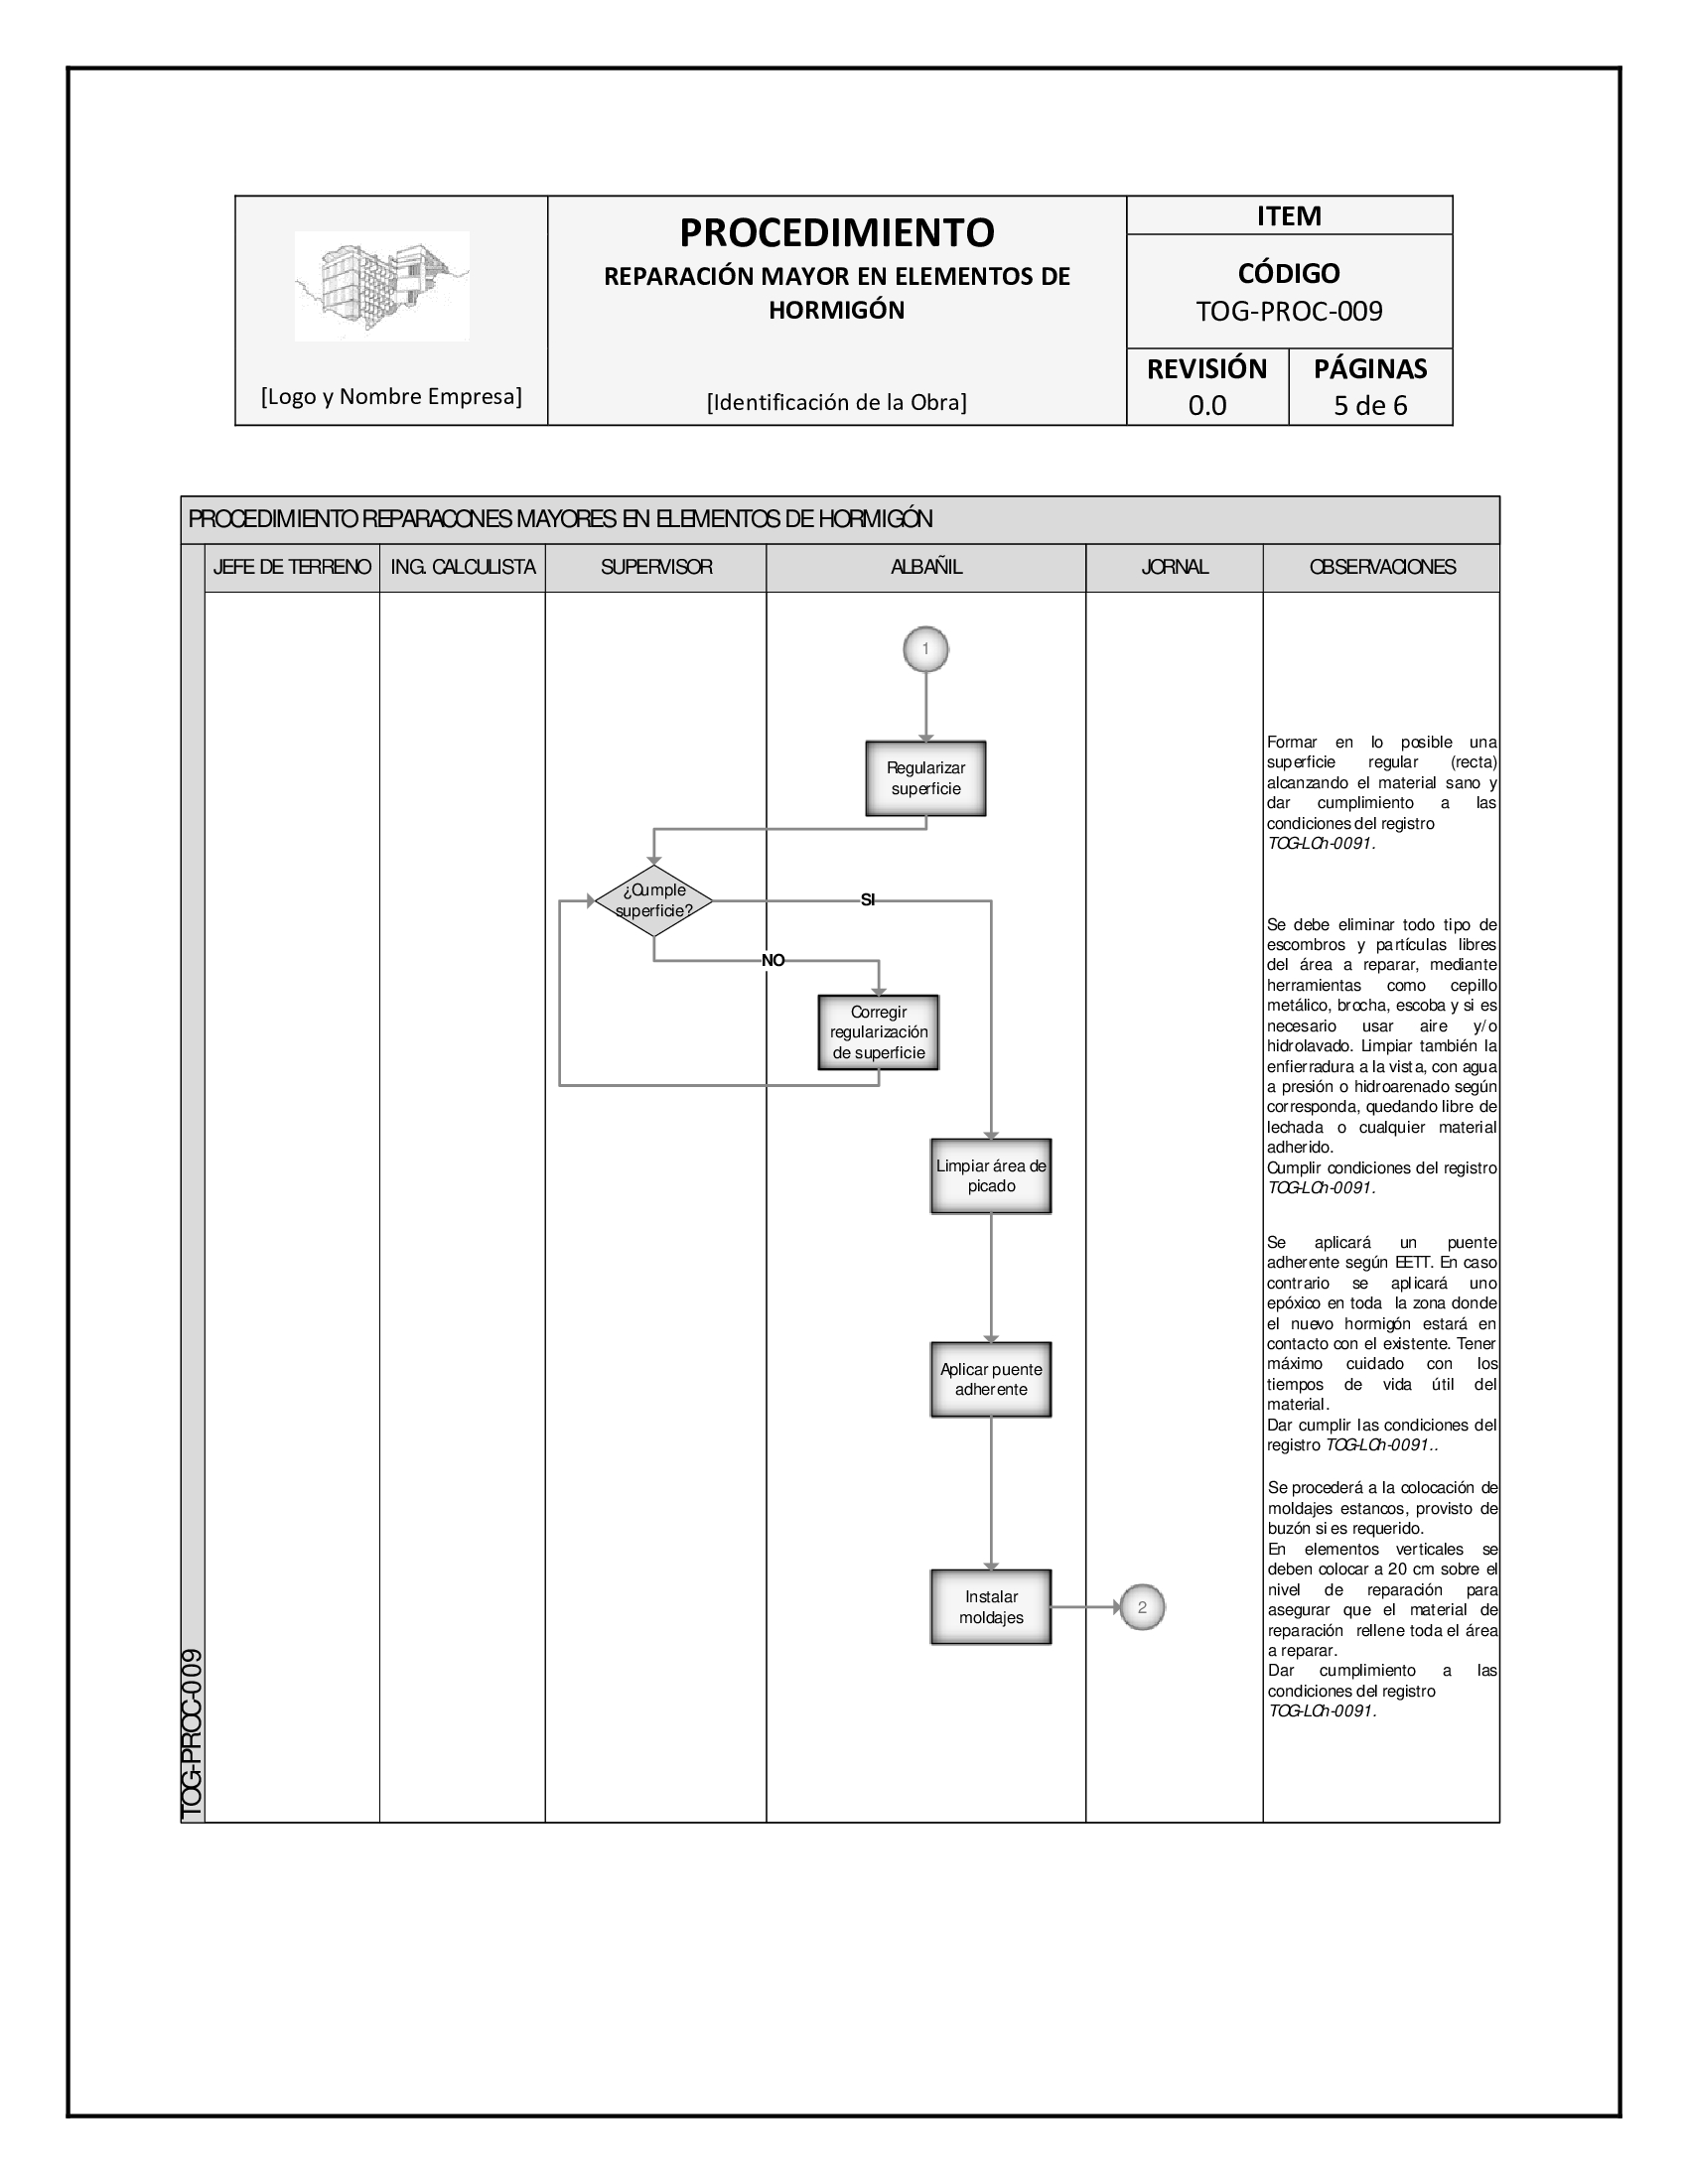 [Logo y Nombre Empresa]
PROCEDIMIENTO
REPARACIÓN MAYOR EN ELEMENTOS DE
HORMIGÓN
[Identificación de la Obra]
ITEM
CÓDIGO
TOG-PROC-009
REVISIÓN
0.0
PÁGINAS
5 de 6
PROCEDIMIENTO REPARACONES MAYORES EN ELEMENTOS DE HORMIGÓN
JEFE DE TERRENO
ING. CALCULISTA
SUPERVISOR
ALBAÑIL
JORNAL
OBSERVACIONES
TOG-PROC-009
1
Regularizar
superficie
¿Cumple
superficie?
SI
NO
Corregir
regularización
de superficie
Limpiar área de
picado
Aplicar puente
adherente
Instalar
moldajes
2
Formar en lo posible una
superficie regular (recta)
alcanzando el material sano y
dar cumplimiento a las
condiciones del registro
TOG-LCh-0091.
Se debe eliminar todo tipo de
escombros y partículas libres
del área a reparar, mediante
herramientas como cepillo
metálico, brocha, escoba y si es
necesario usar aire y/o
hidrolavado. Limpiar también la
enfierradura a la vista, con agua
a presión o hidroarenado según
corresponda, quedando libre de
lechada o cualquier material
adherido.
Cumplir condiciones del registro
TOG-LCh-0091.
Se aplicará un puente
adherente según EETT. En caso
contrario se aplicará uno
epóxico en toda la zona donde
el nuevo hormigón estará en
contacto con el existente. Tener
máximo cuidado con los
tiempos de vida útil del
material.
Dar cumplir las condiciones del
registro TOG-LCh-0091..
Se procederá a la colocación de
moldajes estancos, provisto de
buzón si es requerido.
En elementos verticales se
deben colocar a 20 cm sobre el
nivel de reparación para
asegurar que el material de
reparación rellene toda el área
a reparar.
Dar cumplimiento a las
condiciones del registro
TOG-LCh-0091.